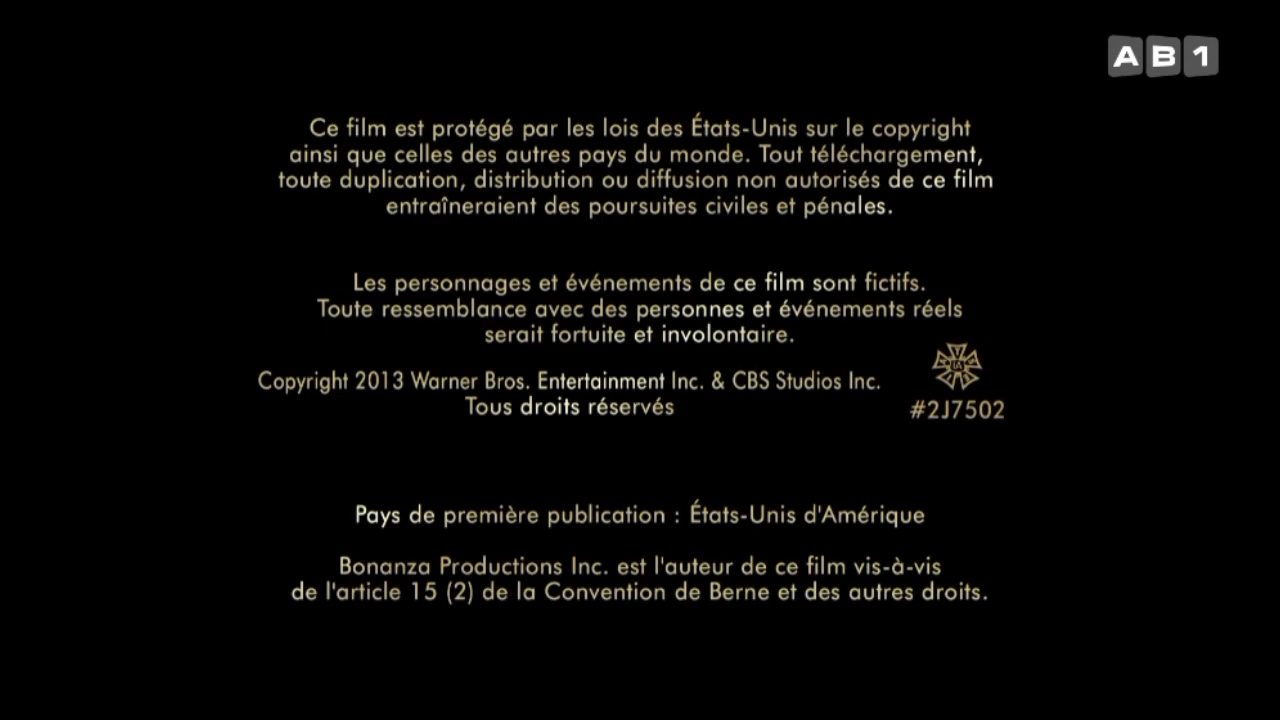 AB1
Ce film est protégé par les lois des États-Unis sur le copyright
ainsi que celles des autres pays du monde. Tout téléchargement,
toute duplication, distribution ou diffusion non autorisés de ce film
entraîneraient des poursuites civiles et pénales.
Les personnages et événements de ce film sont fictifs.
Toute ressemblance avec des personnes et événements réels
serait fortuite et involontaire.
Copyright 2013 Warner Bros. Entertainment Inc. & CBS Studios Inc.
Tous droits réservés
#2J7502
Pays de première publication : États-Unis d'Amérique
Bonanza Productions Inc. est l'auteur de ce film vis-à-vis
de l'article 15 (2) de la Convention de Berne et des autres droits.